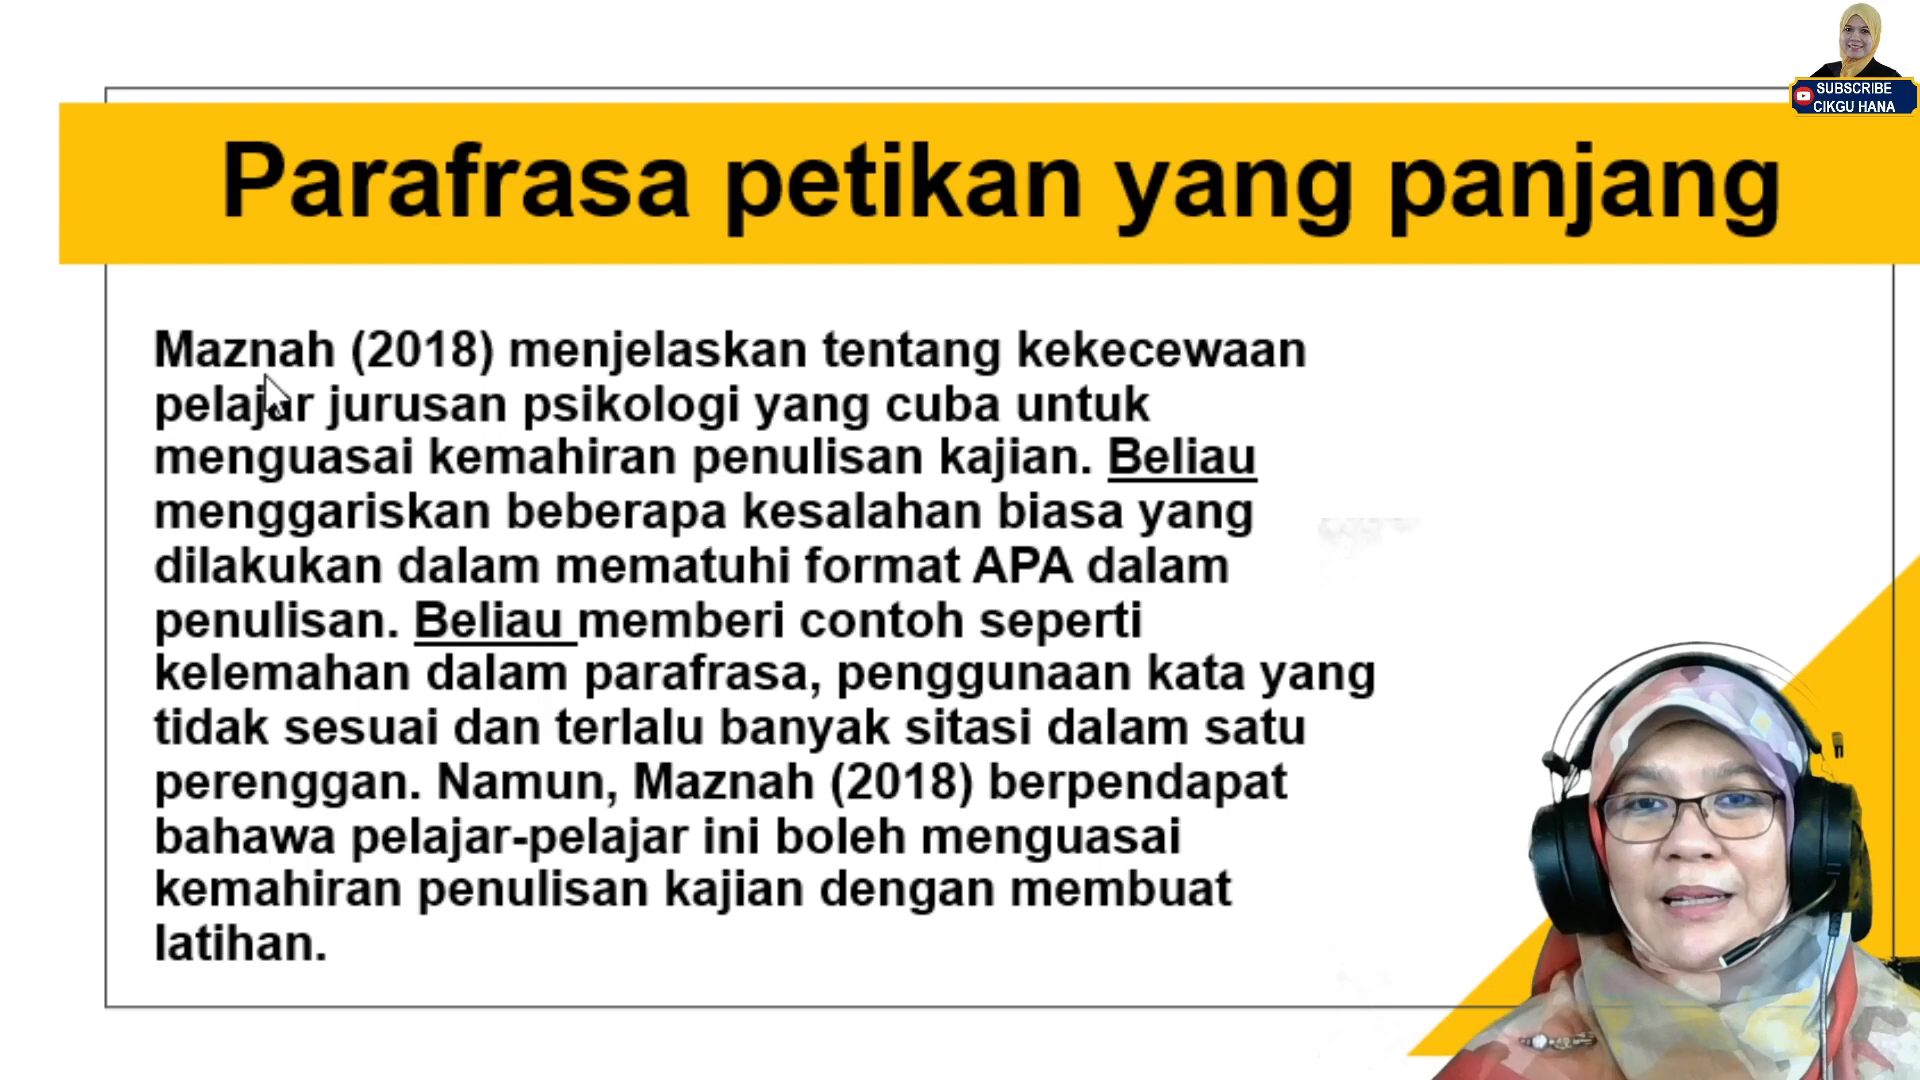 SUBSCRIBE
CIKGU HANA
Parafrasa petikan yang panjang
Maznah (2018) menjelaskan tentang kekecewaan
pelajar jurusan psikologi yang cuba untuk
menguasai kemahiran penulisan kajian. Beliau
menggariskan beberapa kesalahan biasa yang
dilakukan dalam mematuhi format APA dalam
penulisan. Beliau memberi contoh seperti
kelemahan dalam parafrasa, penggunaan kata yang
tidak sesuai dan terlalu banyak sitasi dalam satu
perenggan. Namun, Maznah (2018) berpendapat
bahawa pelajar-pelajar ini boleh menguasai
kemahiran penulisan kajian dengan membuat
latihan.